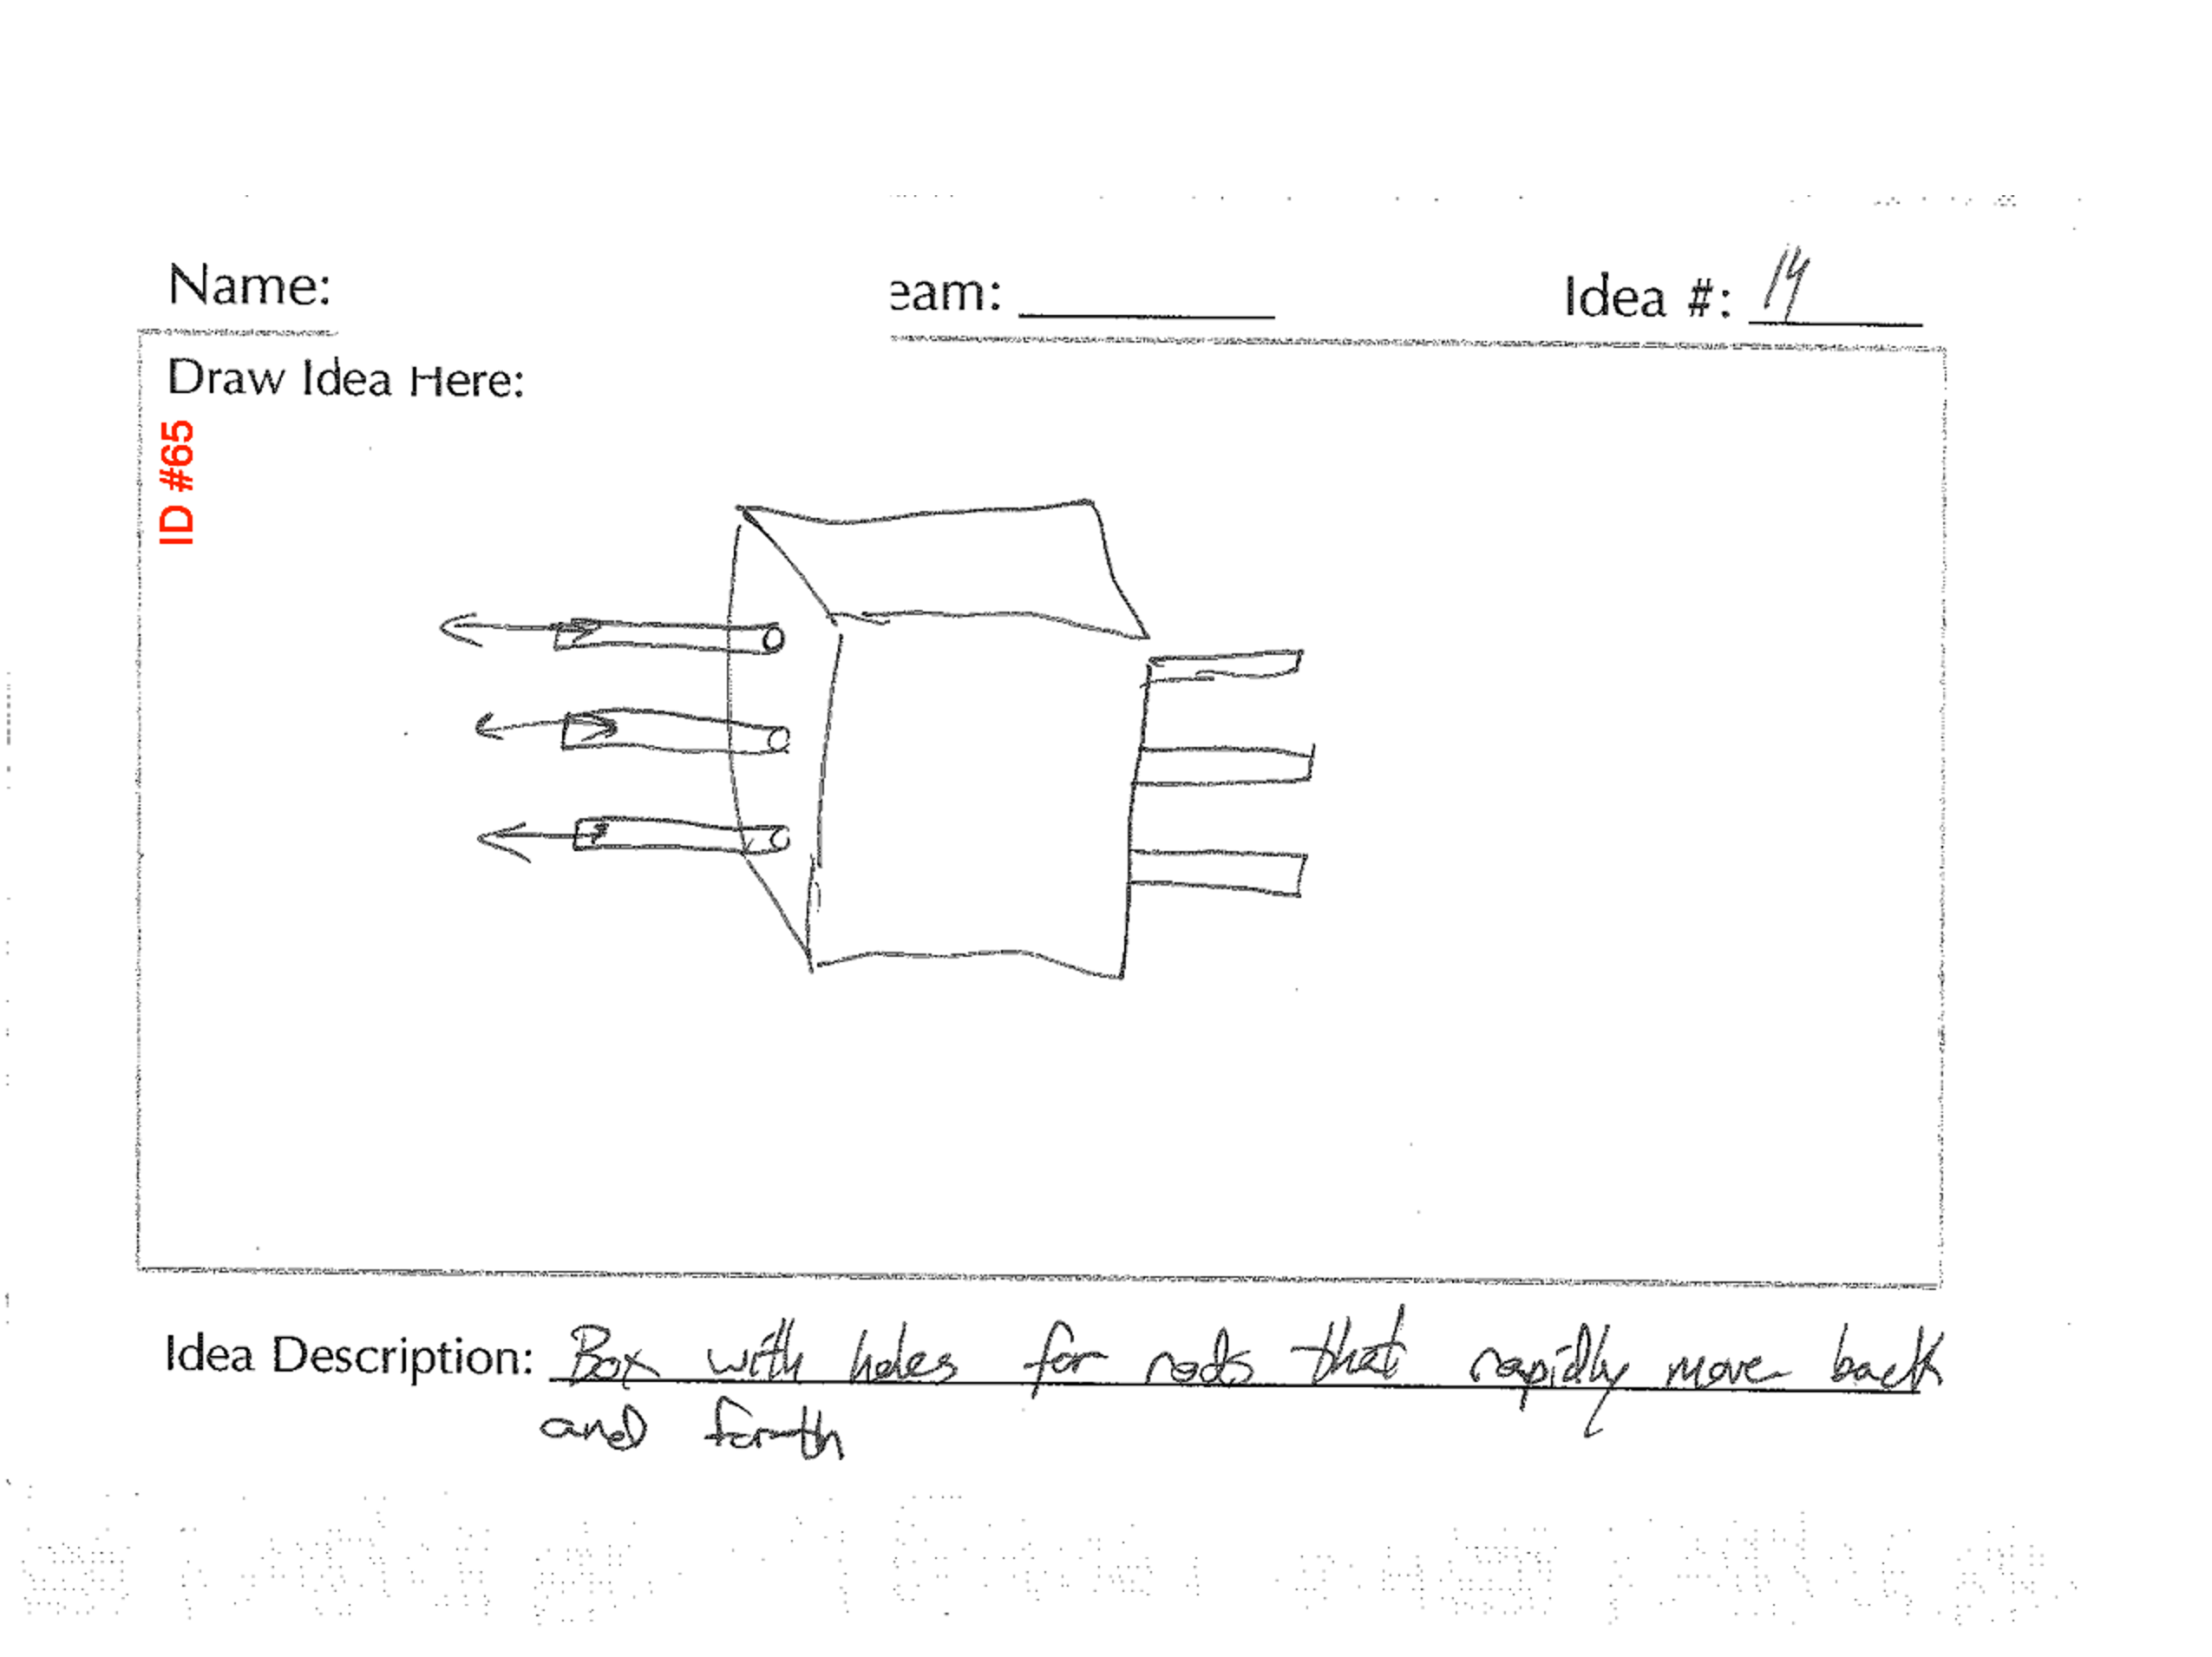 Name:
eam:
Idea #: 14
Draw Idea Here:
ID #65
Idea Description: Box with holes for rods that rapidly move back
and forth